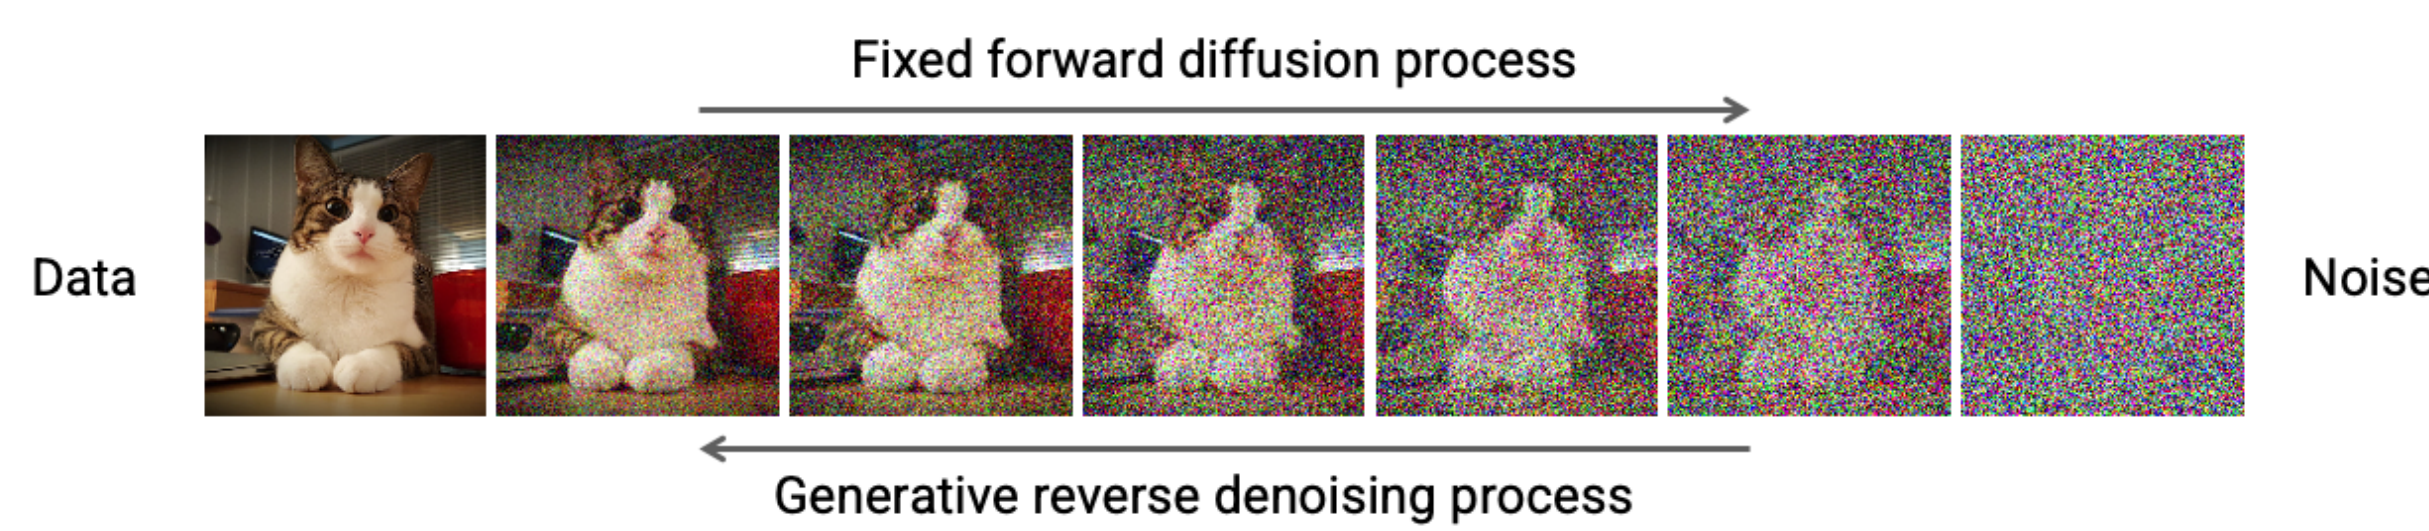 Fixed forward diffusion process
Data
Noise
Generative reverse denoising process